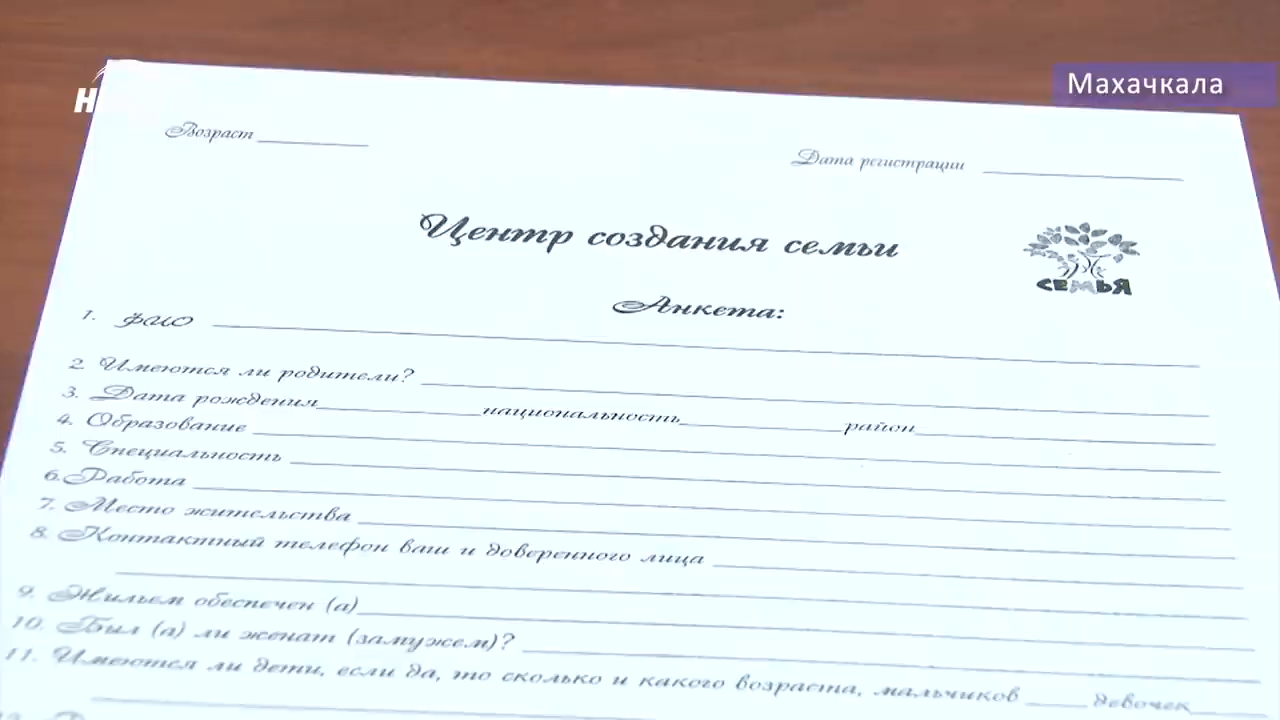 Махачкала
Н
Возраст
Дата регистрации
Центр создания семьи
семья
Анкета:
1. ФИО
2. Имеются ли родители?
3. Дата рождения национальность район
4. Образование
5. Специальность
6. Работа
7. Место жительства
8. Контактный телефон ваш и доверенного лица
9. Жильем обеспечен (а)
10. Был (а) ли женат (замужем)?
11. Имеются ли дети, если да, то сколько и какого возраста, мальчиков девочек